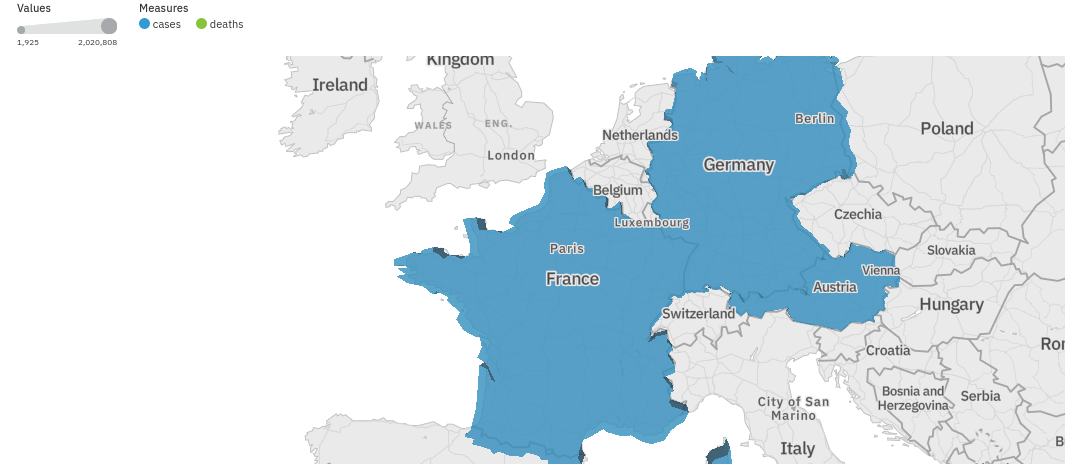 Values
Measures
cases
deaths
1,925
2,020,808
Kingdom
Ireland
WALES
ENG.
London
Netherlands
Berlin
Poland
Germany
Belgium
Czechia
Luxembourg
Paris
Slovakia
Vienna
France
Austria
Hungary
Switzerland
Croatia
Bosnia and
Herzegovina
Serbia
City of San
Marino
Italy